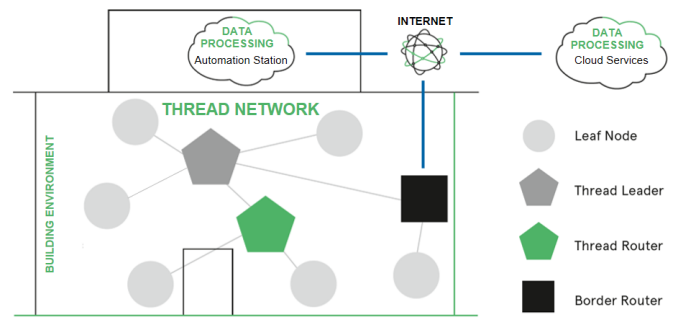 DATA
PROCESSING
Automation Station
INTERNET
DATA
PROCESSING
Cloud Services
THREAD NETWORK
BUILDING ENVIRONMENT
Leaf Node
Thread Leader
Thread Router
Border Router